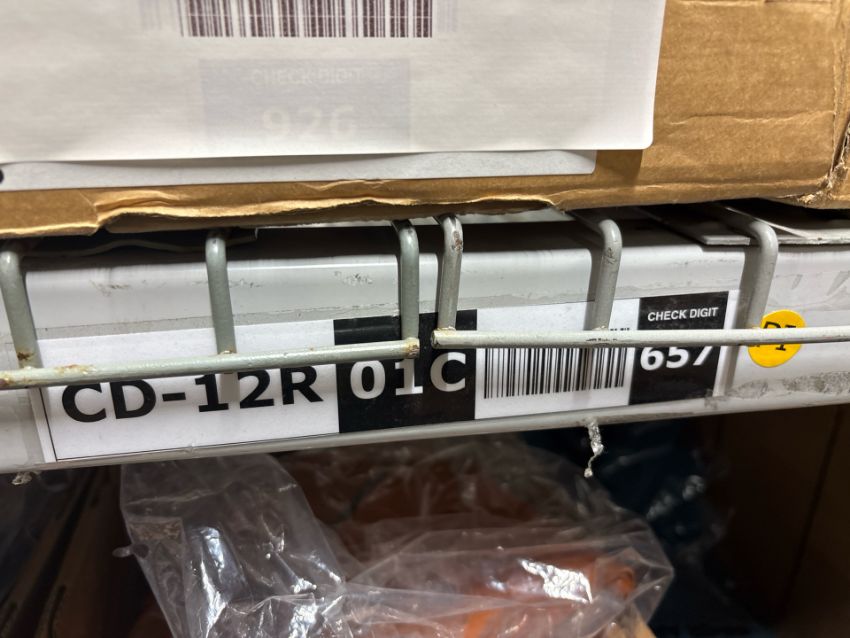 CHECK DIGIT
926
CD-12R 01C
CHECK DIGIT
657